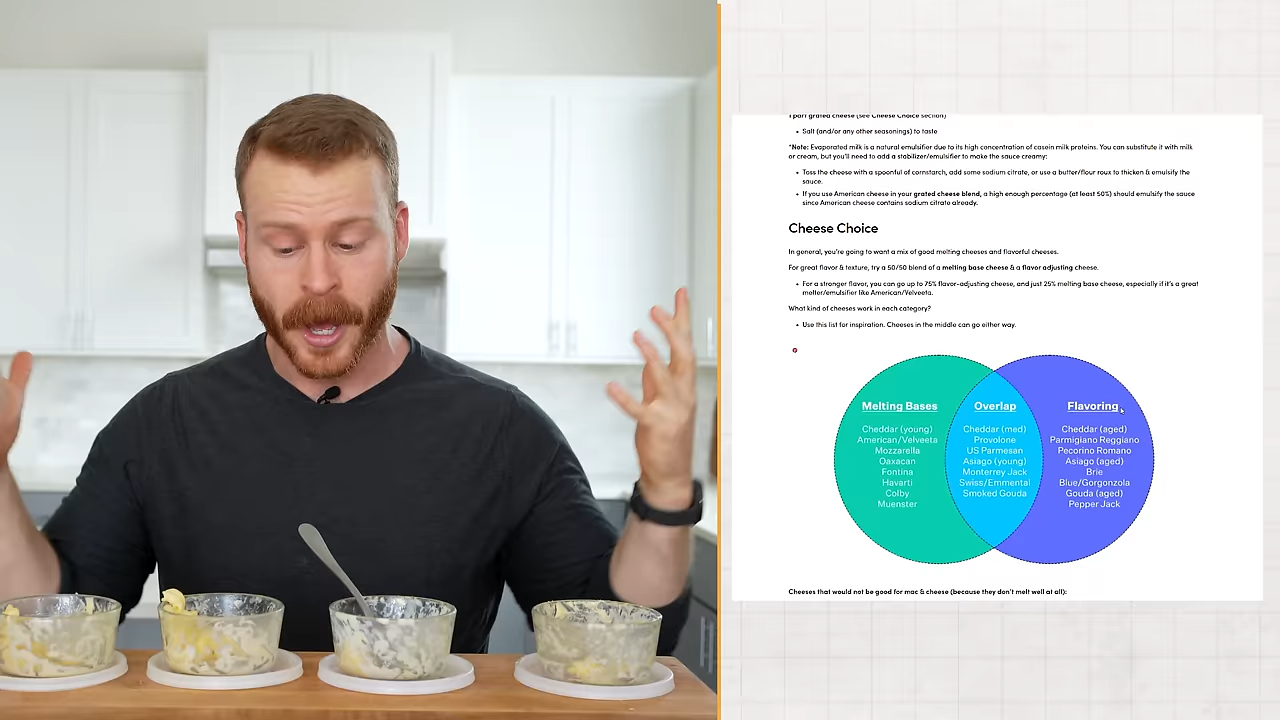 1 part grated cheese (see Cheese Choice section)
• Salt (and/or any other seasonings) to taste
*Note: Evaporated milk is a natural emulsifier due to its high concentration of casein milk proteins. You can substitute it with milk
or cream, but you'll need to add a stabilizer/emulsifier to make the sauce creamy:
• Toss the cheese with a spoonful of cornstarch, add some sodium citrate, or use a butter/flour roux to thicken & emulsify the
sauce.
• If you use American cheese in your grated cheese blend, a high enough percentage (at least 50%) should emulsify the sauce
since American cheese contains sodium citrate already.
Cheese Choice
In general, you're going to want a mix of good melting cheeses and flavorful cheeses.
For great flavor & texture, try a 50/50 blend of a melting base cheese & a flavor adjusting cheese.
• For a stronger flavor, you can go up to 75% flavor-adjusting cheese, and just 25% melting base cheese, especially if it's a great
melter/emulsifier like American/Velveeta.
What kind of cheeses work in each category?
• Use this list for inspiration. Cheeses in the middle can go either way.
Melting Bases
Cheddar (young)
American/Velveeta
Mozzarella
Oaxacan
Fontina
Havarti
Colby
Muenster
Overlap
Cheddar (med)
Provolone
US Parmesan
Asiago (young)
Monterrey Jack
Swiss/Emmental
Smoked Gouda
Flavoring
Cheddar (aged)
Parmigiano Reggiano
Pecorino Romano
Asiago (aged)
Brie
Blue/Gorgonzola
Gouda (aged)
Pepper Jack
Cheeses that would not be good for mac & cheese (because they don't melt well at all):